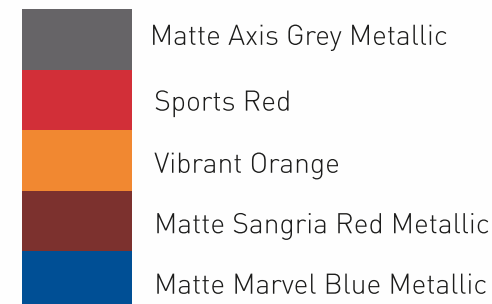 Matte Axis Grey Metallic
Sports Red
Vibrant Orange
Matte Sangria Red Metallic
Matte Marvel Blue Metallic